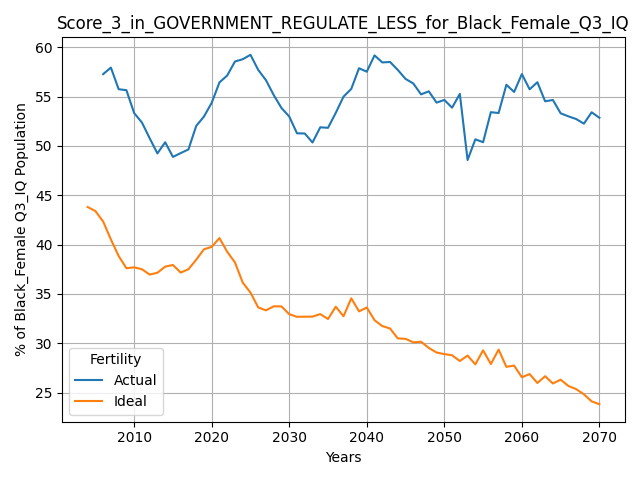 Score_3_in_GOVERNMENT_REGULATE_LESS_for_Black_Female_Q3_IQ
60
55
50
45
40
35
30
25
% of Black_Female Q3_IQ Population
Fertility
Actual
Ideal
2010 2020 2030 2040 2050 2060 2070
Years